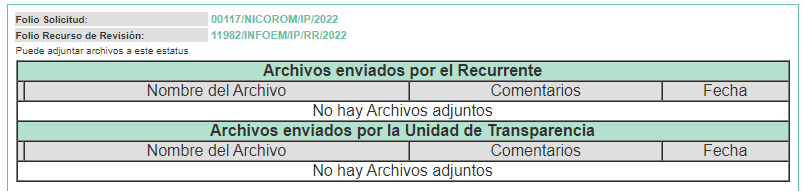 Folio Solicitud: 00117/NICOROM/IP/2022
Folio Recurso de Revisión: 11982/INFOEM/IP/RR/2022
Puede adjuntar archivos a este estatus
Archivos enviados por el Recurrente
Nombre del Archivo Comentarios Fecha
No hay Archivos adjuntos
Archivos enviados por la Unidad de Transparencia
Nombre del Archivo Comentarios Fecha
No hay Archivos adjuntos